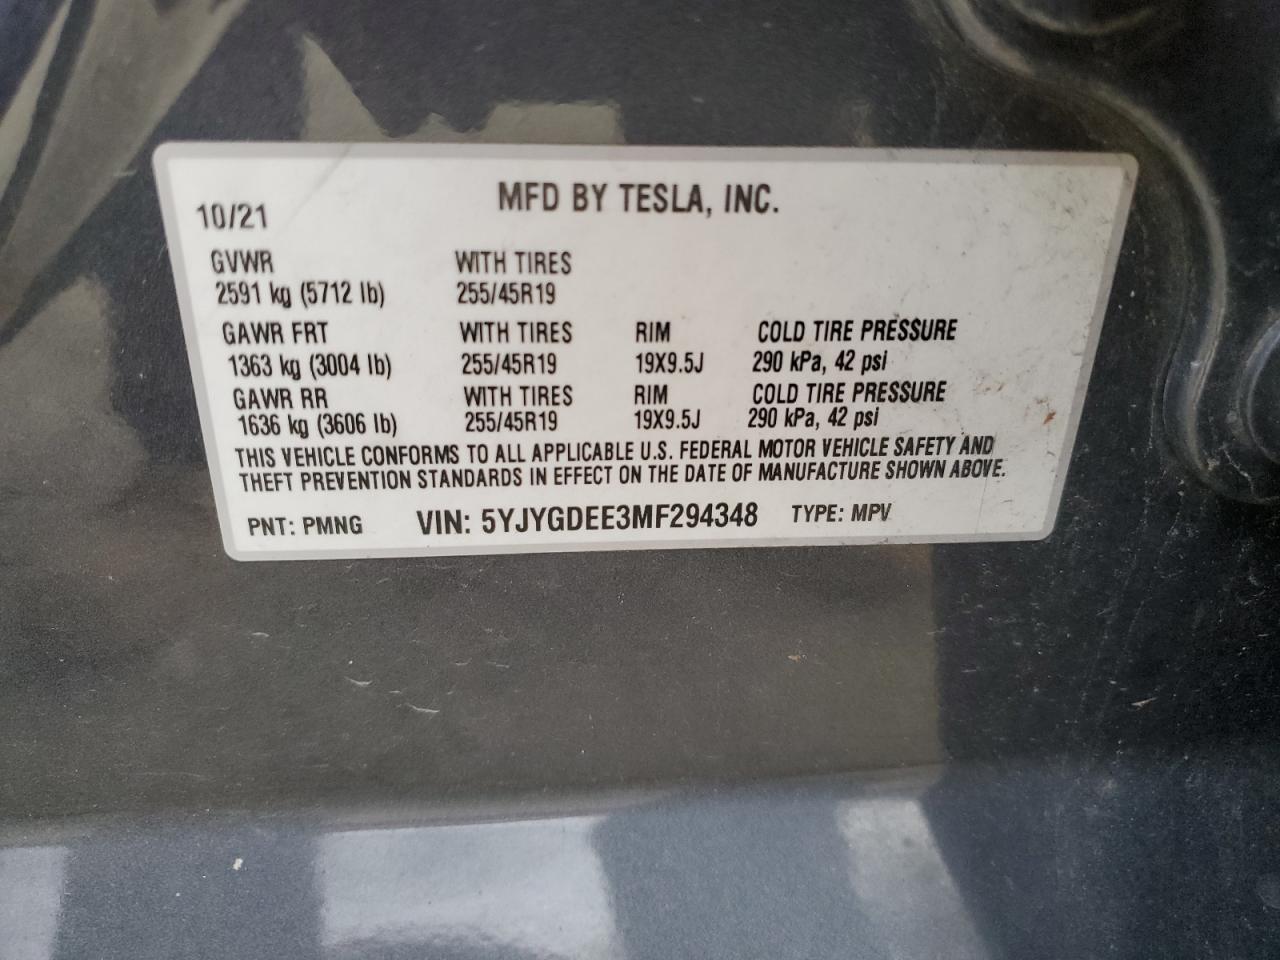 MFD BY TESLA, INC.
10/21
GVWR WITH TIRES
2591 kg (5712 lb) 255/45R19
GAWR FRT WITH TIRES RIM COLD TIRE PRESSURE
1363 kg (3004 lb) 255/45R19 19X9.5J 290 kPa, 42 psi
GAWR RR WITH TIRES RIM COLD TIRE PRESSURE
1636 kg (3606 lb) 255/45R19 19X9.5J 290 kPa, 42 psi
THIS VEHICLE CONFORMS TO ALL APPLICABLE U.S. FEDERAL MOTOR VEHICLE SAFETY AND
THEFT PREVENTION STANDARDS IN EFFECT ON THE DATE OF MANUFACTURE SHOWN ABOVE.
PNT: PMNG VIN: 5YJYGDEE3MF294348 TYPE: MPV